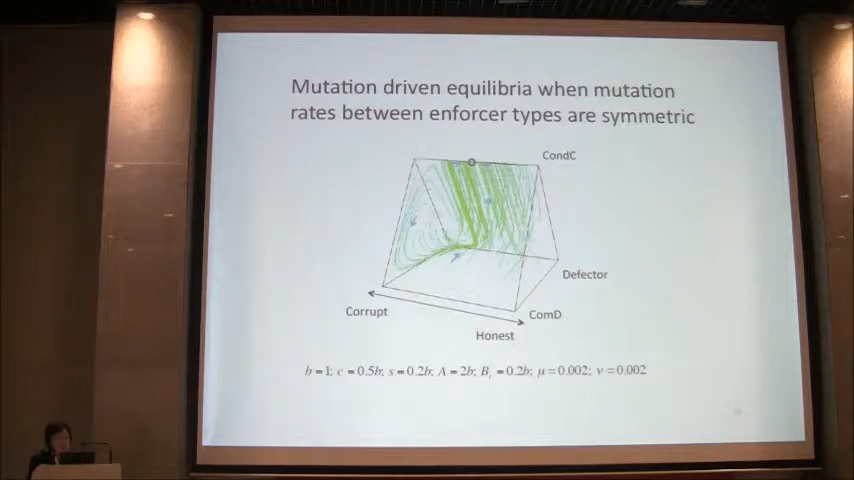 Mutation driven equilibria when mutation
rates between enforcer types are symmetric
CondC
Defector
Corrupt
ComD
Honest
b = 1; c = 0.5b; s = 0.2b; A = 2b; B_c = 0.2b; μ = 0.002; ν = 0.002